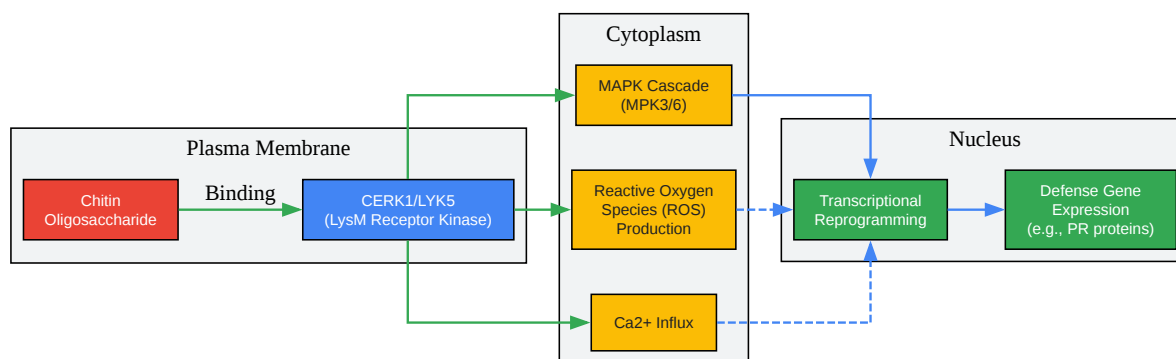 Cytoplasm
MAPK Cascade
(MPK3/6)
Plasma Membrane
Chitin
Oligosaccharide
Binding
CERK1/LYK5
(LysM Receptor Kinase)
Reactive Oxygen
Species (ROS)
Production
Ca2+ Influx
Nucleus
Transcriptional
Reprogramming
Defense Gene
Expression
(e.g., PR proteins)